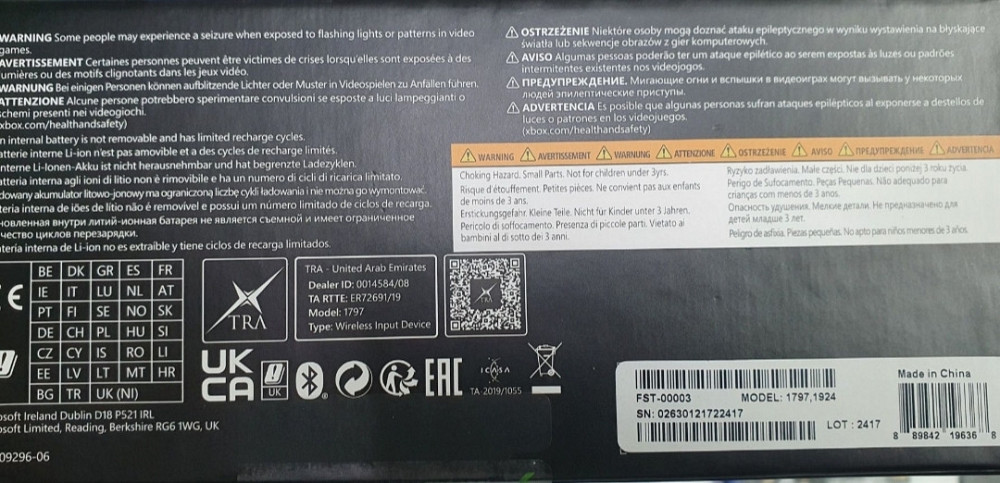 WARNING Some people may experience a seizure when exposed to flashing lights or patterns in video
games.
AVERTISSEMENT Certaines personnes peuvent être victimes de crises lorsqu'elles sont exposées à des
lumières ou des motifs clignotants dans les jeux vidéo.
WARNUNG Bei einigen Personen können aufblitzende Lichter oder Muster in Videospielen zu Anfällen führen.
ATTENZIONE Alcune persone potrebbero sperimentare convulsioni se esposte a luci lampeggianti o
schemi presenti nei videogiochi.
xbox.com/healthandsafety)
n internal battery is not removable and has limited recharge cycles.
atterie interne Li-ion n'est pas amovible et a des cycles de recharge limités.
nterne Li-Ionen-Akku ist nicht herausnehmbar und hat begrenzte Ladezyklen.
atteria interna agli ioni di litio non è rimovibile e ha un numero di cicli di ricarica limitato.
dowany akumulator litowo-jonowy ma ograniczoną liczbę cykli ładowania i nie można go wymontować.
teria interna de iões de lítio não é removível e possui um número limitado de ciclos de recarga.
новленная внутри литий-ионная батарея не является съемной и имеет ограниченное
чество циклов перезарядки.
teria interna de Li-ion no es extraíble y tiene ciclos de recarga limitados.
OSTRZEŻENIE Niektóre osoby mogą doznać ataku epileptycznego w wyniku wystawienia na błyskające
światła lub sekwencje obrazów z gier komputerowych.
AVISO Algumas pessoas poderão ter um ataque epilético ao serem expostas às luzes ou padrões
intermitentes existentes nos videojogos.
ПРЕДУПРЕЖДЕНИЕ. Мигающие огни и вспышки в видеоиграх могут вызывать у некоторых
людей эпилептические приступы.
ADVERTENCIA Es posible que algunas personas sufran ataques epilépticos al exponerse a destellos de
luces o patrones en los videojuegos.
(xbox.com/healthandsafety)
WARNING AVERTISSEMENT WARNUNG ATTENZIONE OSTRZEŻENIE AVISO ПРЕДУПРЕЖДЕНИЕ ADVERTENCIA
Choking Hazard. Small Parts. Not for children under 3yrs.
Risque d'étouffement. Petites pièces. Ne convient pas aux enfants
de moins de 3 ans.
Erstickungsgefahr. Kleine Teile. Nicht für Kinder unter 3 Jahren.
Pericolo di soffocamento. Presenza di piccole parti. Vietato ai
bambini al di sotto dei 3 anni.
Ryzyko zadławienia. Małe części. Nie dla dzieci poniżej 3 roku życia.
Perigo de Sufocamento. Peças Pequenas. Não adequado para
crianças com menos de 3 anos.
Опасность удушения. Мелкие детали. Не предназначено для
детей младше 3 лет.
Peligro de asfixia. Piezas pequeñas. No apto para niños menores de 3 años.
CE
BE DK GR ES FR
IE IT LU NL AT
PT FI SE NO SK
DE CH PL HU SI
CZ CY IS RO LI
EE LV LT MT HR
BG TR UK (NI)
TRA
TRA - United Arab Emirates
Dealer ID: 0014584/08
TA RTTE: ER72691/19
Model: 1797
Type: Wireless Input Device
TRA
UK
CA
UK
EAC
ICASA
TA-2019/1055
osoft Ireland Dublin D18 P521 IRL
osoft Limited, Reading, Berkshire RG6 1WG, UK
09296-06
FST-00003 MODEL: 1797,1924
SN: 02630121722417
LOT : 2417
Made in China
8 89842 19636 8